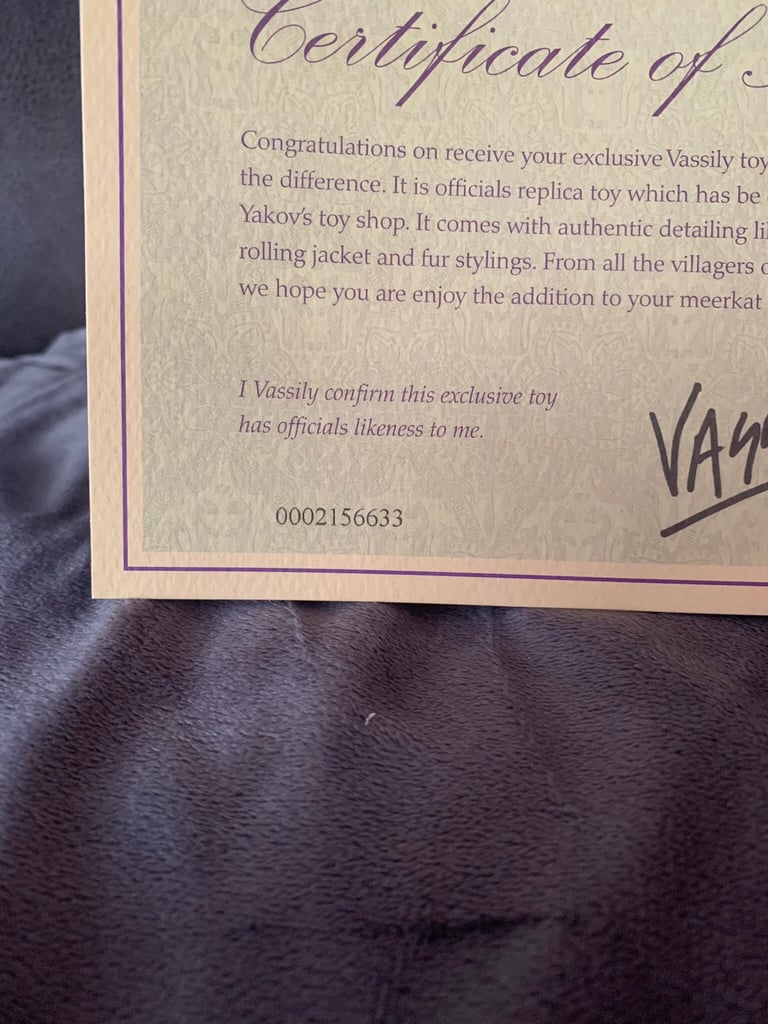 Certificate of
Congratulations on receive your exclusive Vassily toy
the difference. It is officials replica toy which has be
Yakov's toy shop. It comes with authentic detailing
rolling jacket and fur stylings. From all the villagers
we hope you are enjoy the addition to your meerkat
I Vassily confirm this exclusive toy
has officials likeness to me.
0002156633